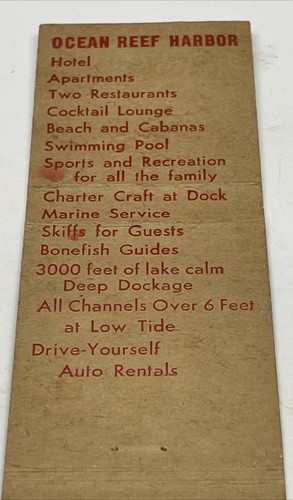 OCEAN REEF HARBOR
Hotel
Apartments
Two Restaurants
Cocktail Lounge
Beach and Cabanas
Swimming Pool
Sports and Recreation
for all the family
Charter Craft at Dock
Marine Service
Skiffs for Guests
Bonefish Guides
3000 feet of lake calm
Deep Dockage
All Channels Over 6 Feet
at Low Tide
Drive-Yourself
Auto Rentals